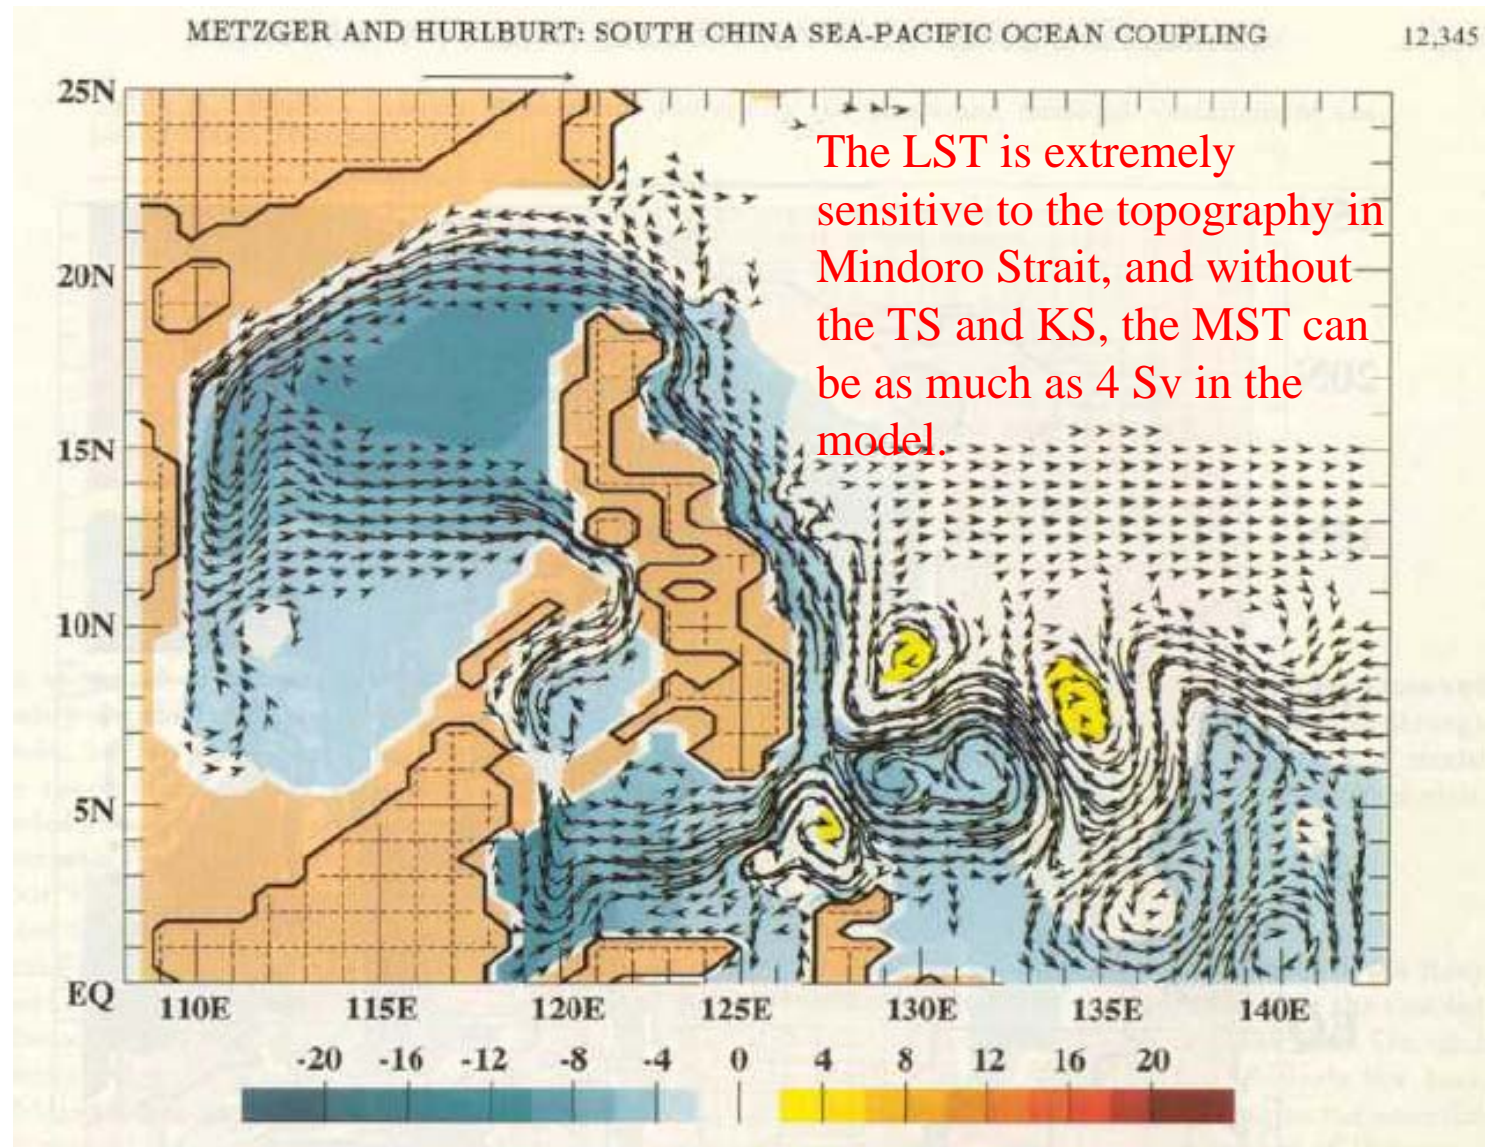 METZGER AND HURLBURT: SOUTH CHINA SEA-PACIFIC OCEAN COUPLING 12,345
25N
The LST is extremely
sensitive to the topography in
20N
Mindoro Strait, and without
the TS and KS, the MST can
be as much as 4 Sv in the
15N
model.
10N
5N
EQ
110E 115E 120E 125E 130E 135E 140E
-20 -16 -12 -8 -4 0 4 8 12 16 20